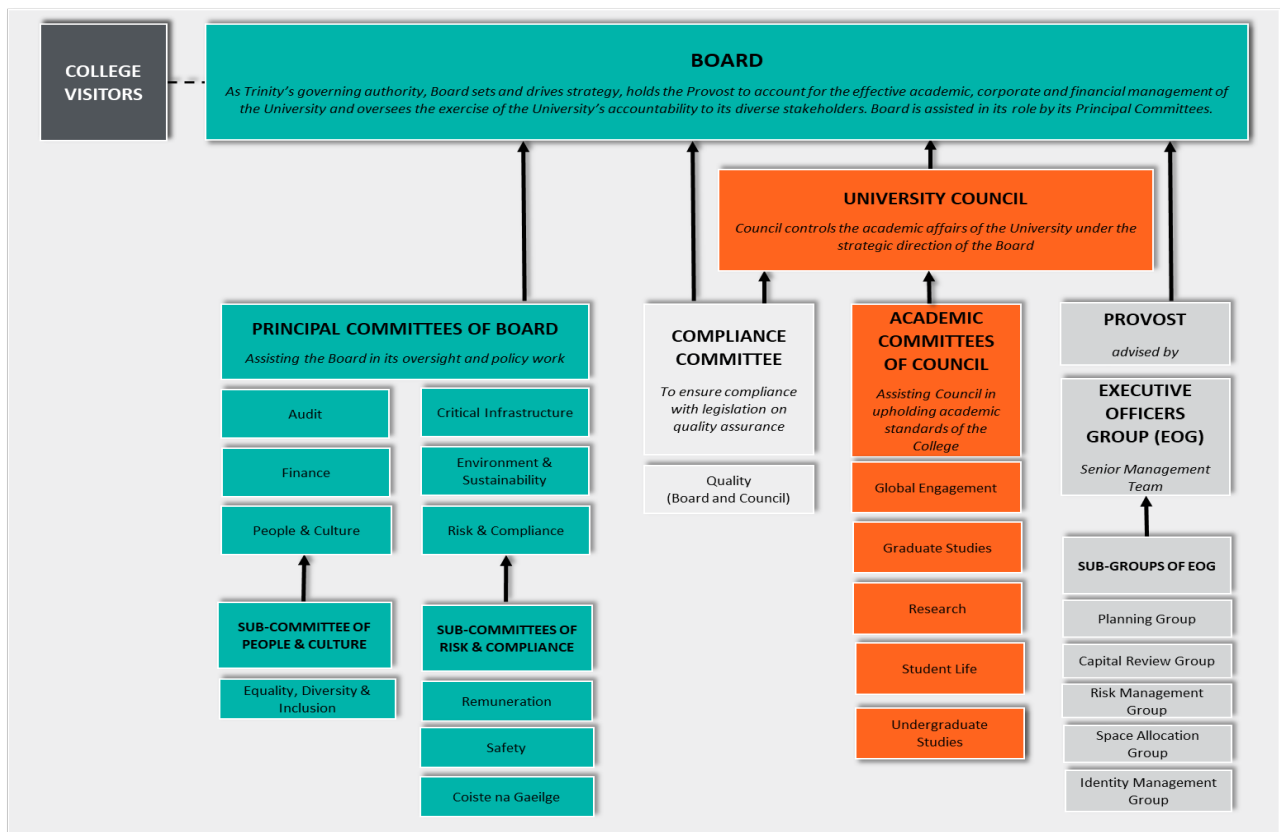 COLLEGE
VISITORS
BOARD
As Trinity’s governing authority, Board sets and drives strategy, holds the Provost to account for the effective academic, corporate and financial management of
the University and oversees the exercise of the University’s accountability to its diverse stakeholders. Board is assisted in its role by its Principal Committees.
UNIVERSITY COUNCIL
Council controls the academic affairs of the University under the
strategic direction of the Board
PRINCIPAL COMMITTEES OF BOARD
Assisting the Board in its oversight and policy work
Audit
Finance
People & Culture
Critical Infrastructure
Environment &
Sustainability
Risk & Compliance
SUB-COMMITTEE OF
PEOPLE & CULTURE
Equality, Diversity &
Inclusion
SUB-COMMITTEES OF
RISK & COMPLIANCE
Remuneration
Safety
Coiste na Gaeilge
COMPLIANCE
COMMITTEE
To ensure compliance
with legislation on
quality assurance
Quality
(Board and Council)
ACADEMIC
COMMITTEES
OF COUNCIL
Assisting Council in
upholding academic
standards of the
College
Global Engagement
Graduate Studies
Research
Student Life
Undergraduate
Studies
PROVOST
advised by
EXECUTIVE
OFFICERS
GROUP (EOG)
Senior Management
Team
SUB-GROUPS OF EOG
Planning Group
Capital Review Group
Risk Management
Group
Space Allocation
Group
Identity Management
Group